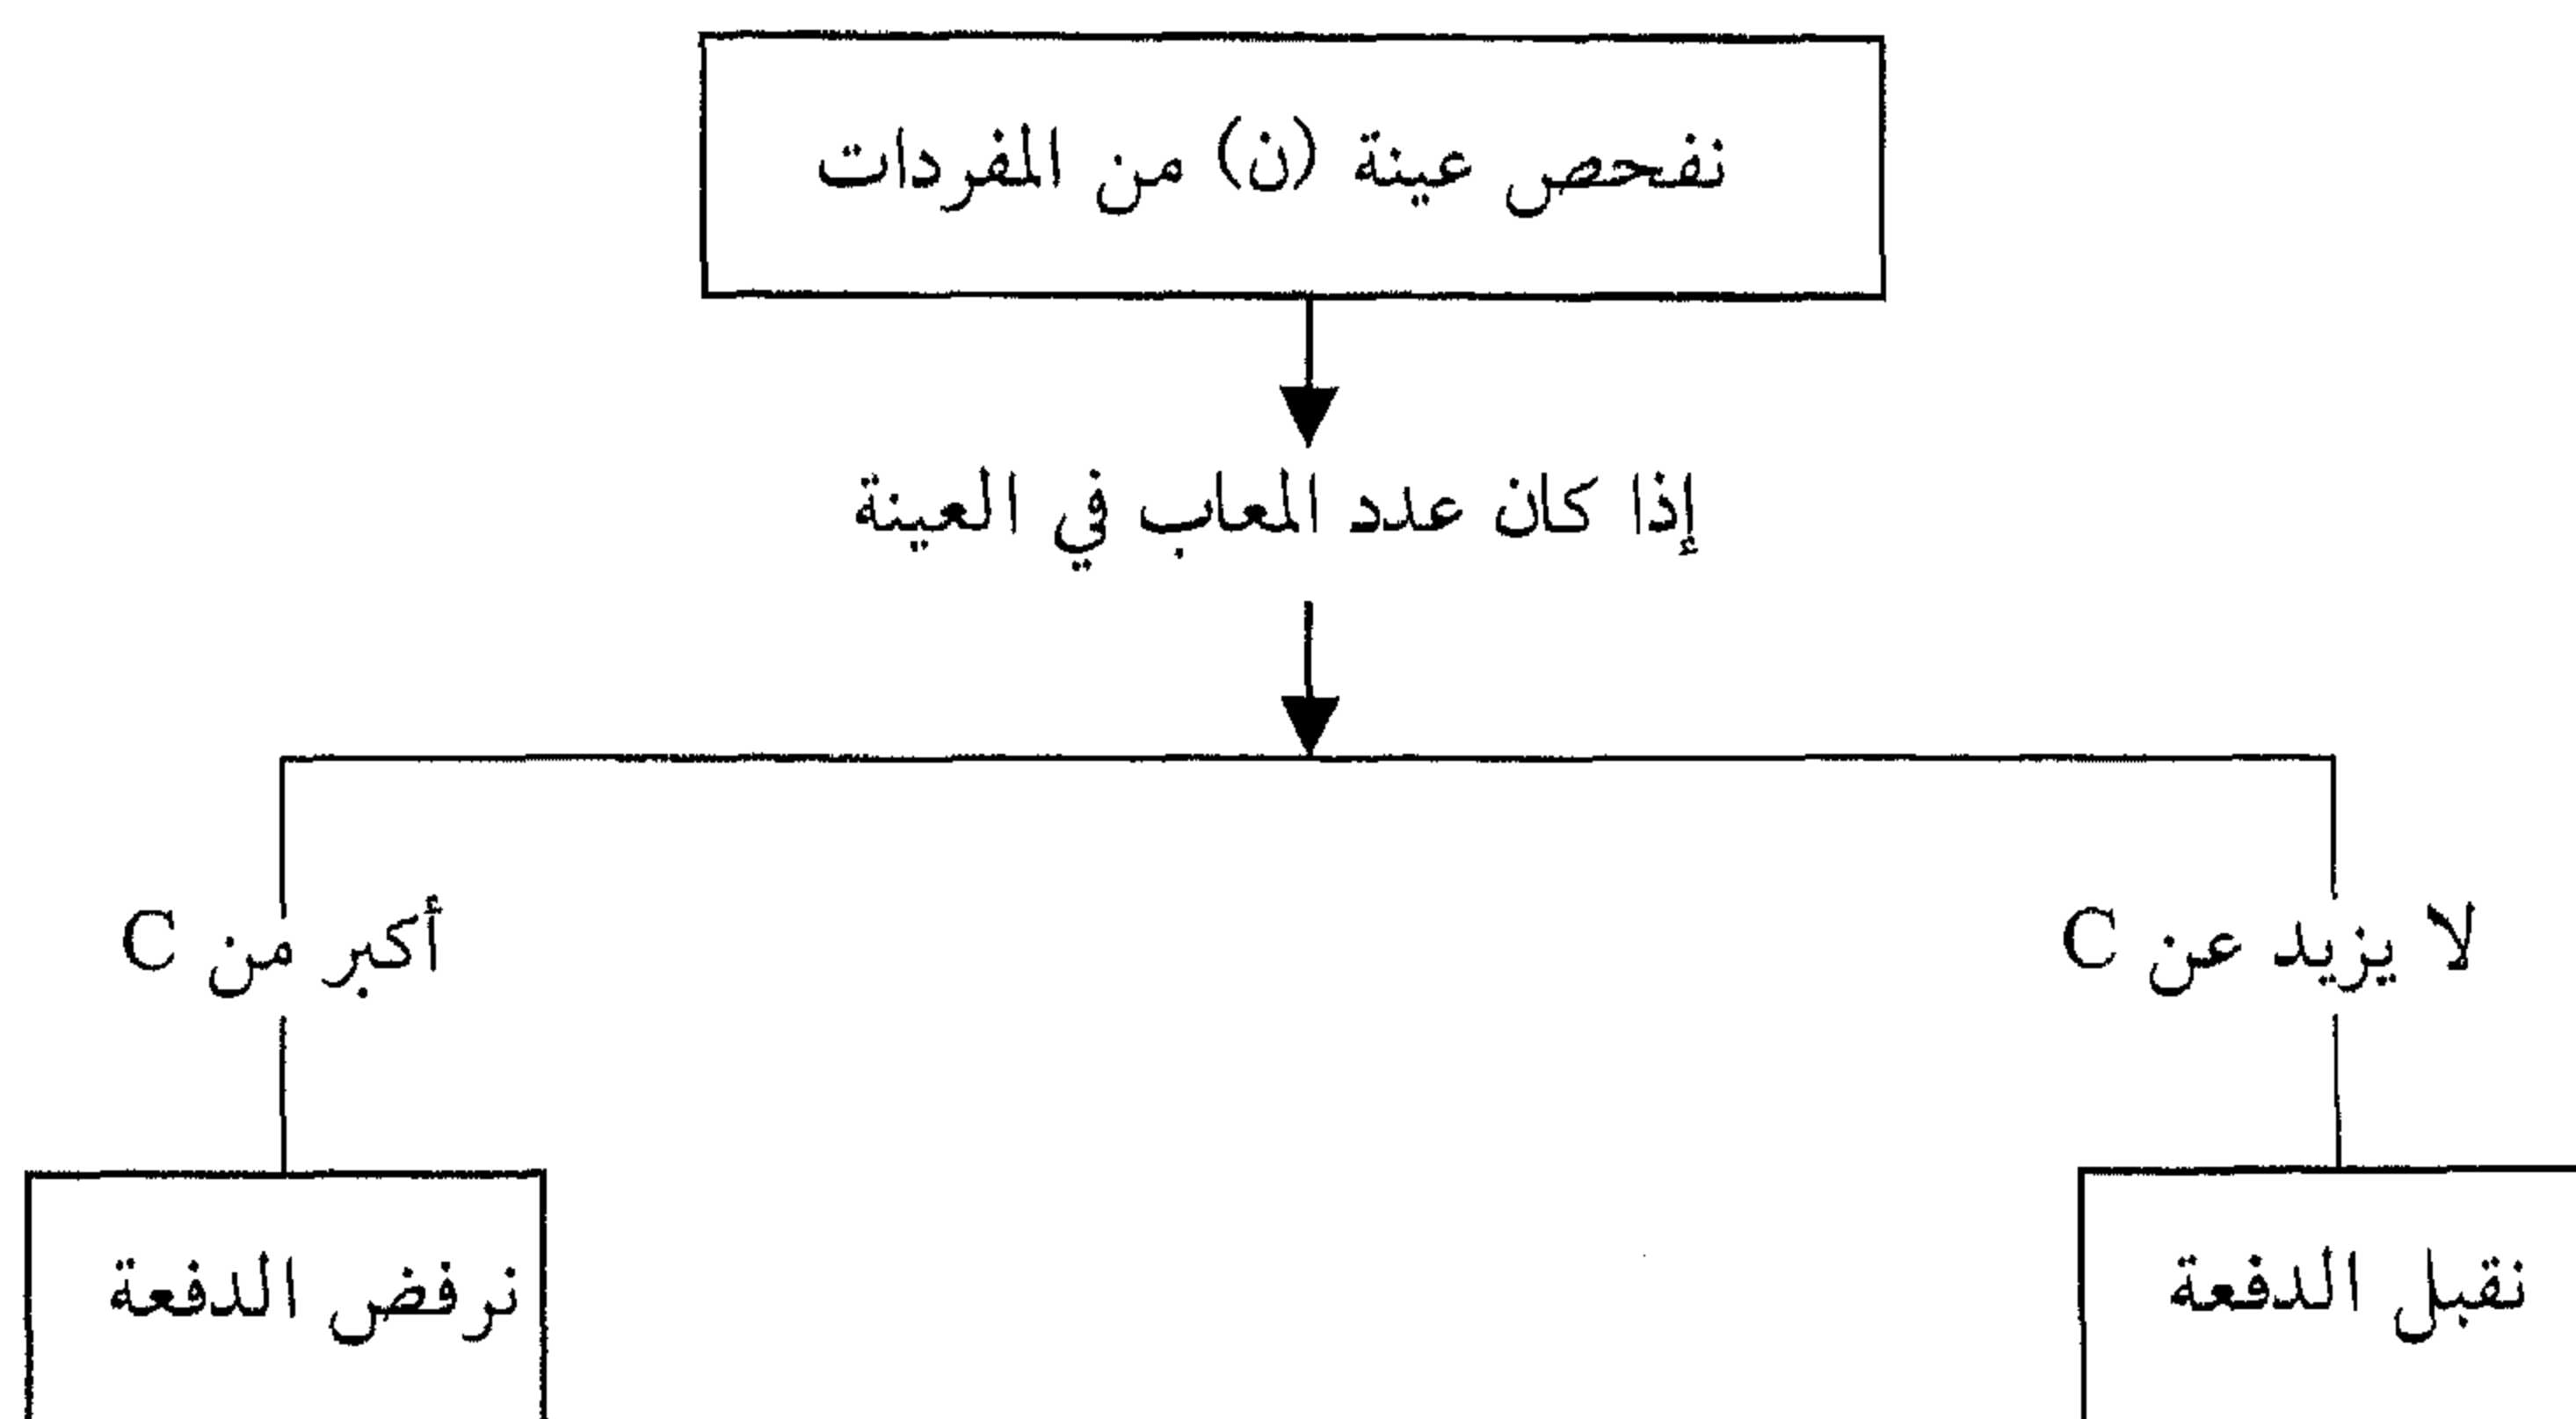 نفحص عينة (ن) من المفردات
إذا كان عدد المعاب في العينة
لا يزيد عن C
أكبر من C
نقبل الدفعة
نرفض الدفعة